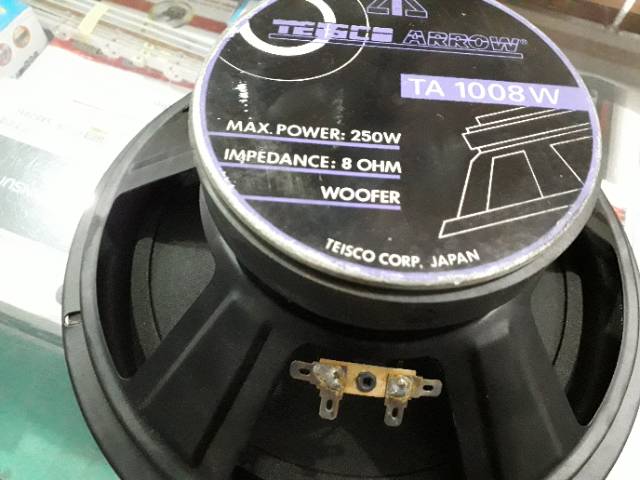 TEISCO ARROW®
TA 1008 W
MAX. POWER: 250W
IMPEDANCE: 8 OHM
WOOFER
TEISCO CORP. JAPAN